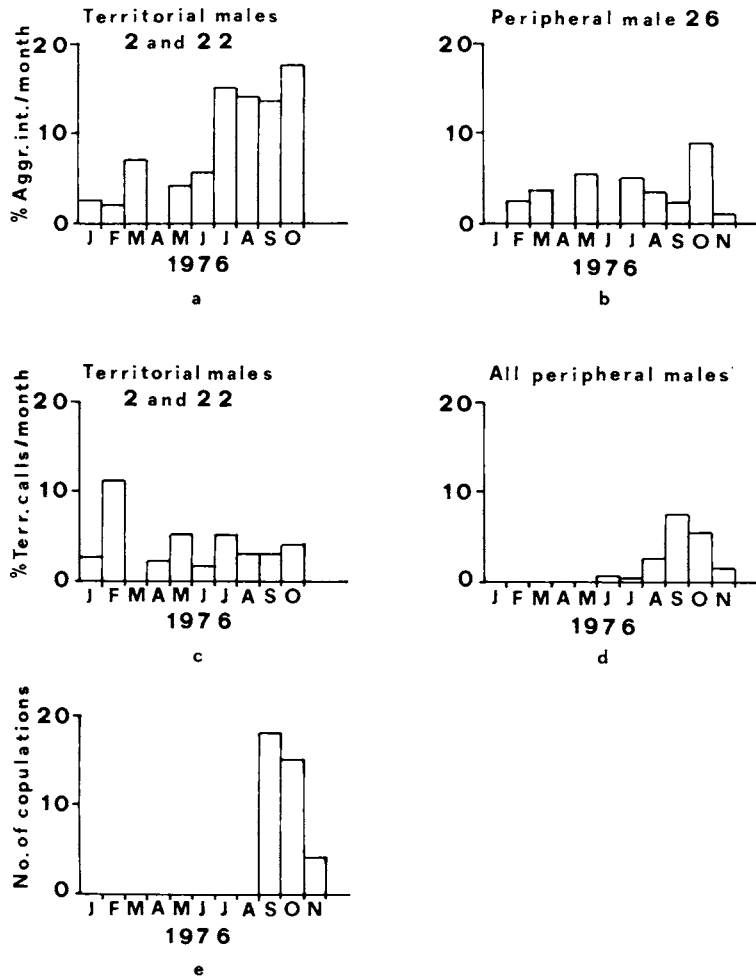 Territorial males
2 and 22
20
10
0
% Aggr. int./month
J F M A M J J A S O
1976
a
Peripheral male 26
20
10
0
J F M A M J J A S O N
1976
b
Territorial males
2 and 22
20
10
0
% Terr. calls/month
J F M A M J J A S O
1976
c
All peripheral males
20
10
0
J F M A M J J A S O N
1976
d
20
10
0
No. of copulations
J F M A M J J A S O N
1976
e